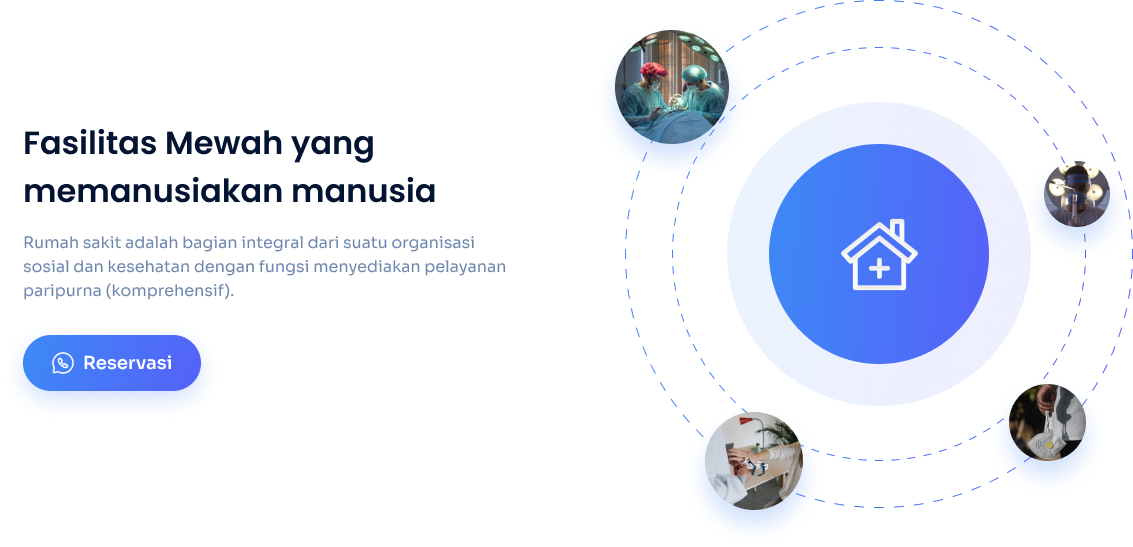 Fasilitas Mewah yang
memanusiakan manusia
Rumah sakit adalah bagian integral dari suatu organisasi
sosial dan kesehatan dengan fungsi menyediakan pelayanan
paripurna (komprehensif).
Reservasi